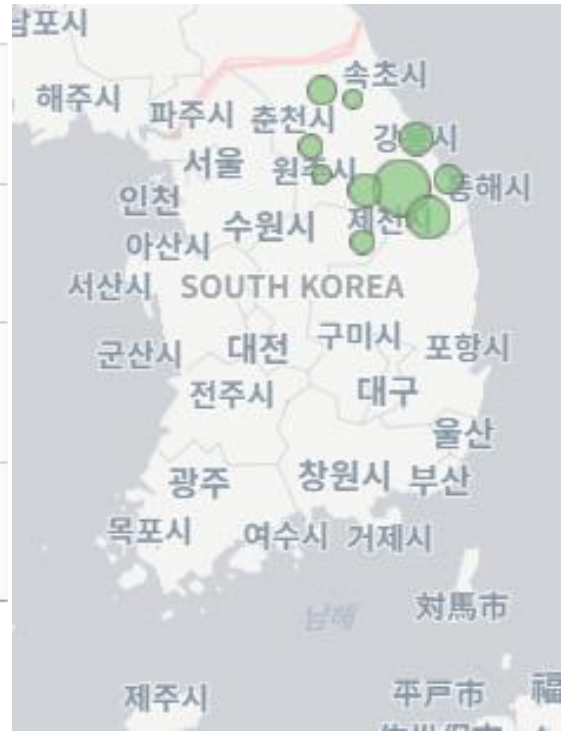 남포시
속초시
해주시
파주시
춘천시
강
시
서울
원주시
인천
동해시
수원시
제천시
아산시
서산시
SOUTH KOREA
구미시
군산시
대전
포항시
전주시
대구
울산
광주
창원시
부산
목포시
여수시
거제시
남해
対馬市
제주시
平戸市
福